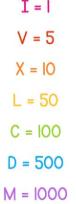 I = 1
V = 5
X = 10
L = 50
C = 100
D = 500
M = 1000